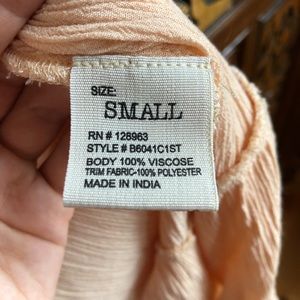 SIZE:
SMALL
RN # 128963
STYLE # B6041C1ST
BODY 100% VISCOSE
TRIM FABRIC-100% POLYESTER
MADE IN INDIA